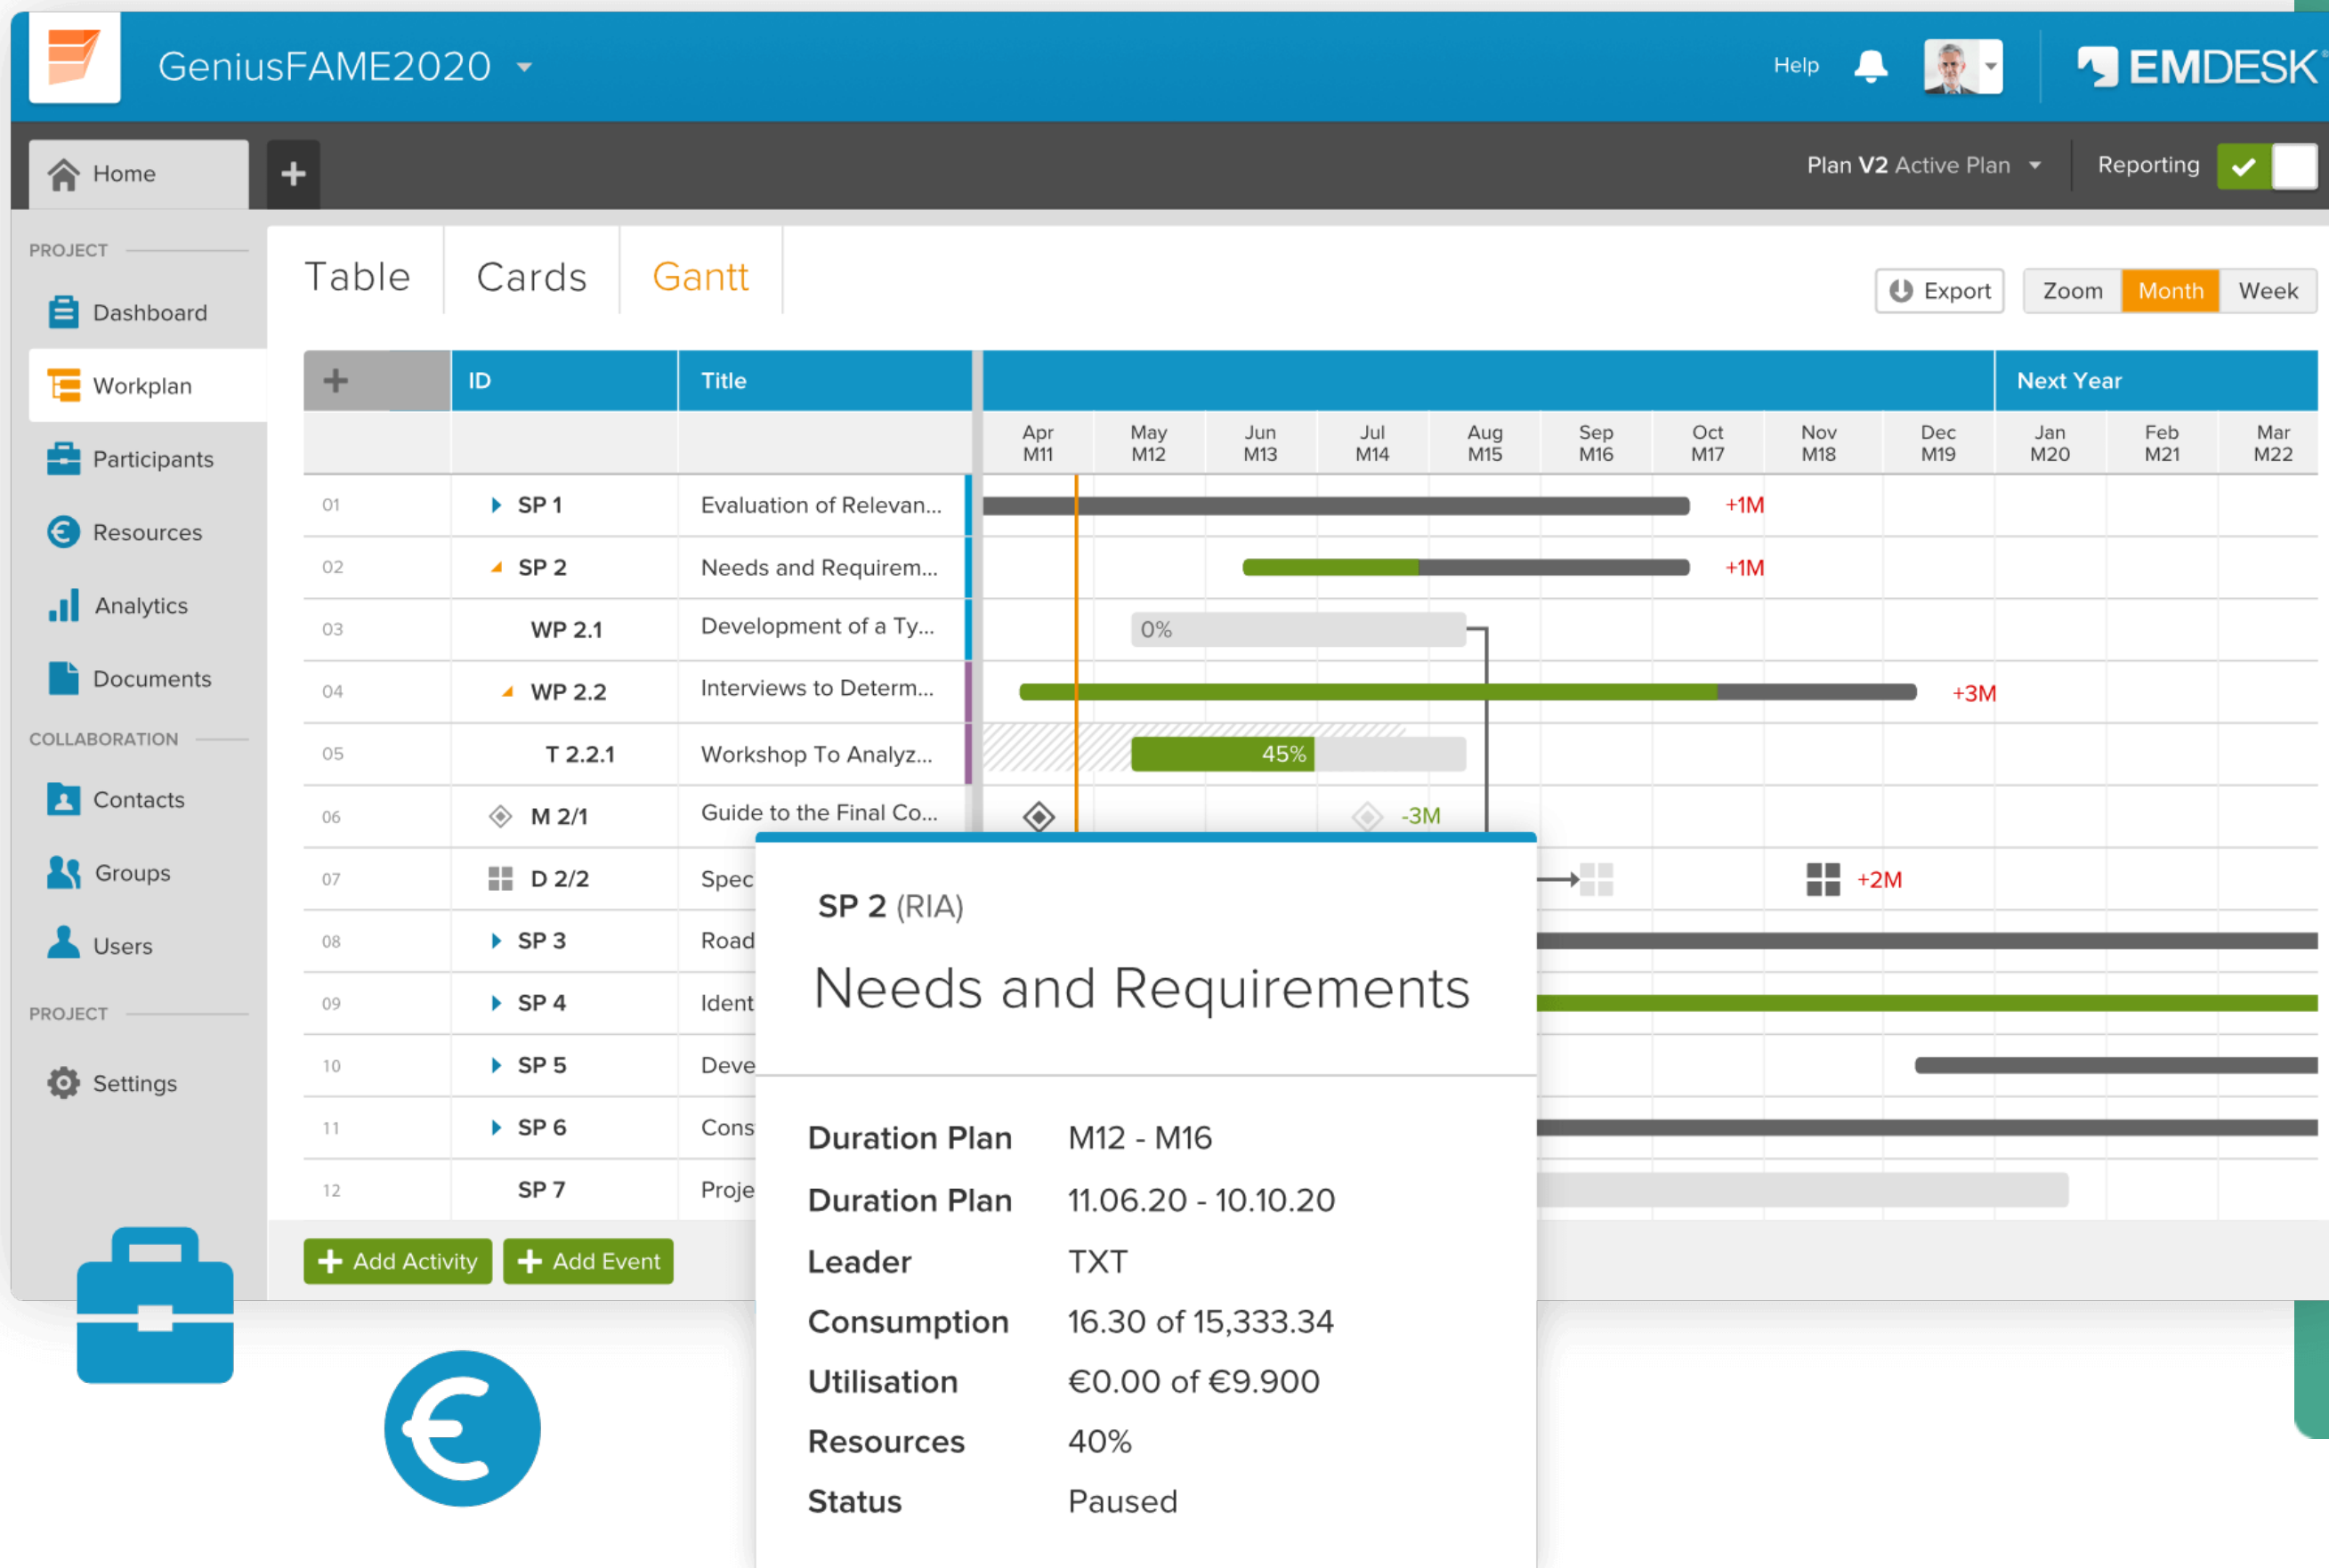 GeniusFAME2020
Help
EMDESK
Home
Plan V2 Active Plan
Reporting
PROJECT
Dashboard
Workplan
Participants
Resources
Analytics
Documents
COLLABORATION
Contacts
Groups
Users
PROJECT
Settings
Table Cards Gantt
Export
Zoom Month Week
ID Title Next Year
Apr May Jun Jul Aug Sep Oct Nov Dec Jan Feb Mar
M11 M12 M13 M14 M15 M16 M17 M18 M19 M20 M21 M22
01 SP 1 Evaluation of Relevan... +1M
02 SP 2 Needs and Requirem... +1M
03 WP 2.1 Development of a Ty... 0%
04 WP 2.2 Interviews to Determ... +3M
05 T 2.2.1 Workshop To Analyz... 45%
06 M 2/1 Guide to the Final Co... -3M
07 D 2/2 Spec +2M
08 SP 3 Road
09 SP 4 Ident
10 SP 5 Deve
11 SP 6 Cons
12 SP 7 Proje
+ Add Activity + Add Event
SP 2 (RIA)
Needs and Requirements
Duration Plan M12 - M16
Duration Plan 11.06.20 - 10.10.20
Leader TXT
Consumption 16.30 of 15,333.34
Utilisation €0.00 of €9.900
Resources 40%
Status Paused
€